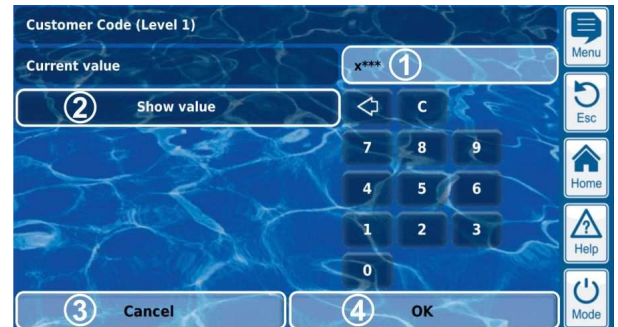 Customer Code (Level 1)
Current value
x*** 1
2 Show value
C
7 8 9
4 5 6
1 2 3
0
3 Cancel
4 OK
Menu
Esc
Home
?
Help
Mode